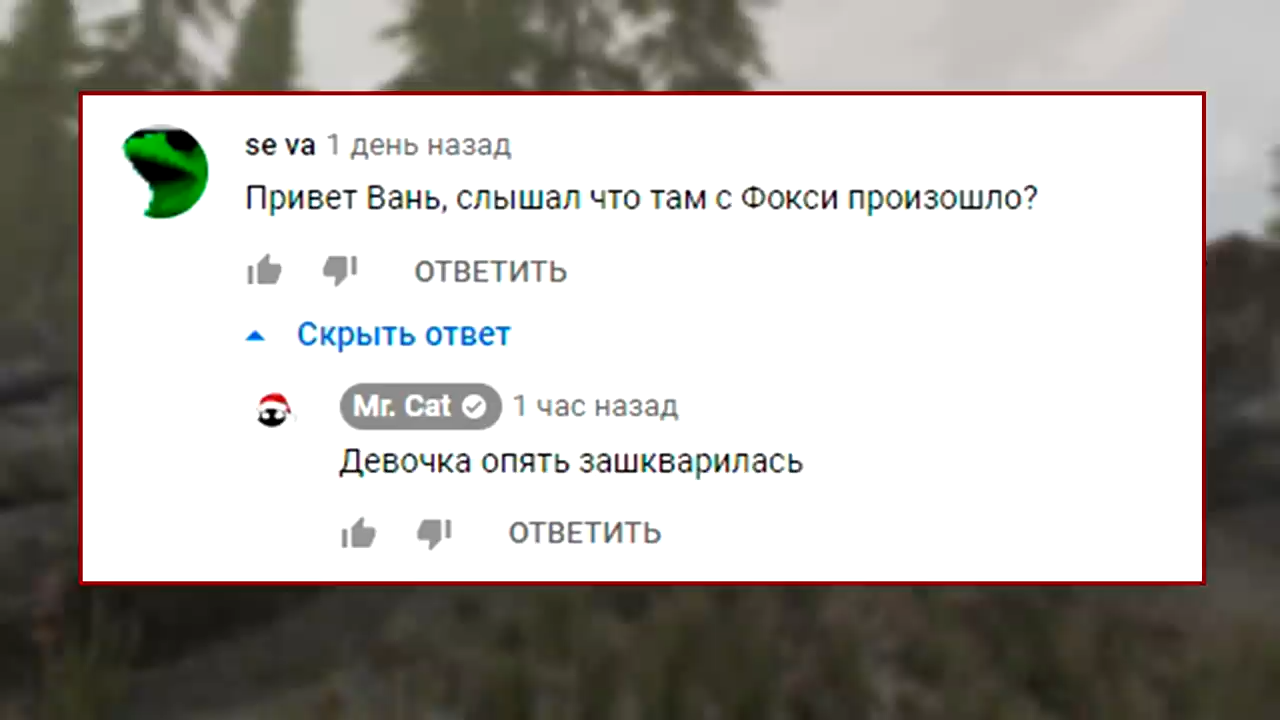 se va 1 день назад
Привет Вань, слышал что там с Фокси произошло?
ОТВЕТИТЬ
Скрыть ответ
Mr. Cat 1 час назад
Девочка опять зашкварилась
ОТВЕТИТЬ